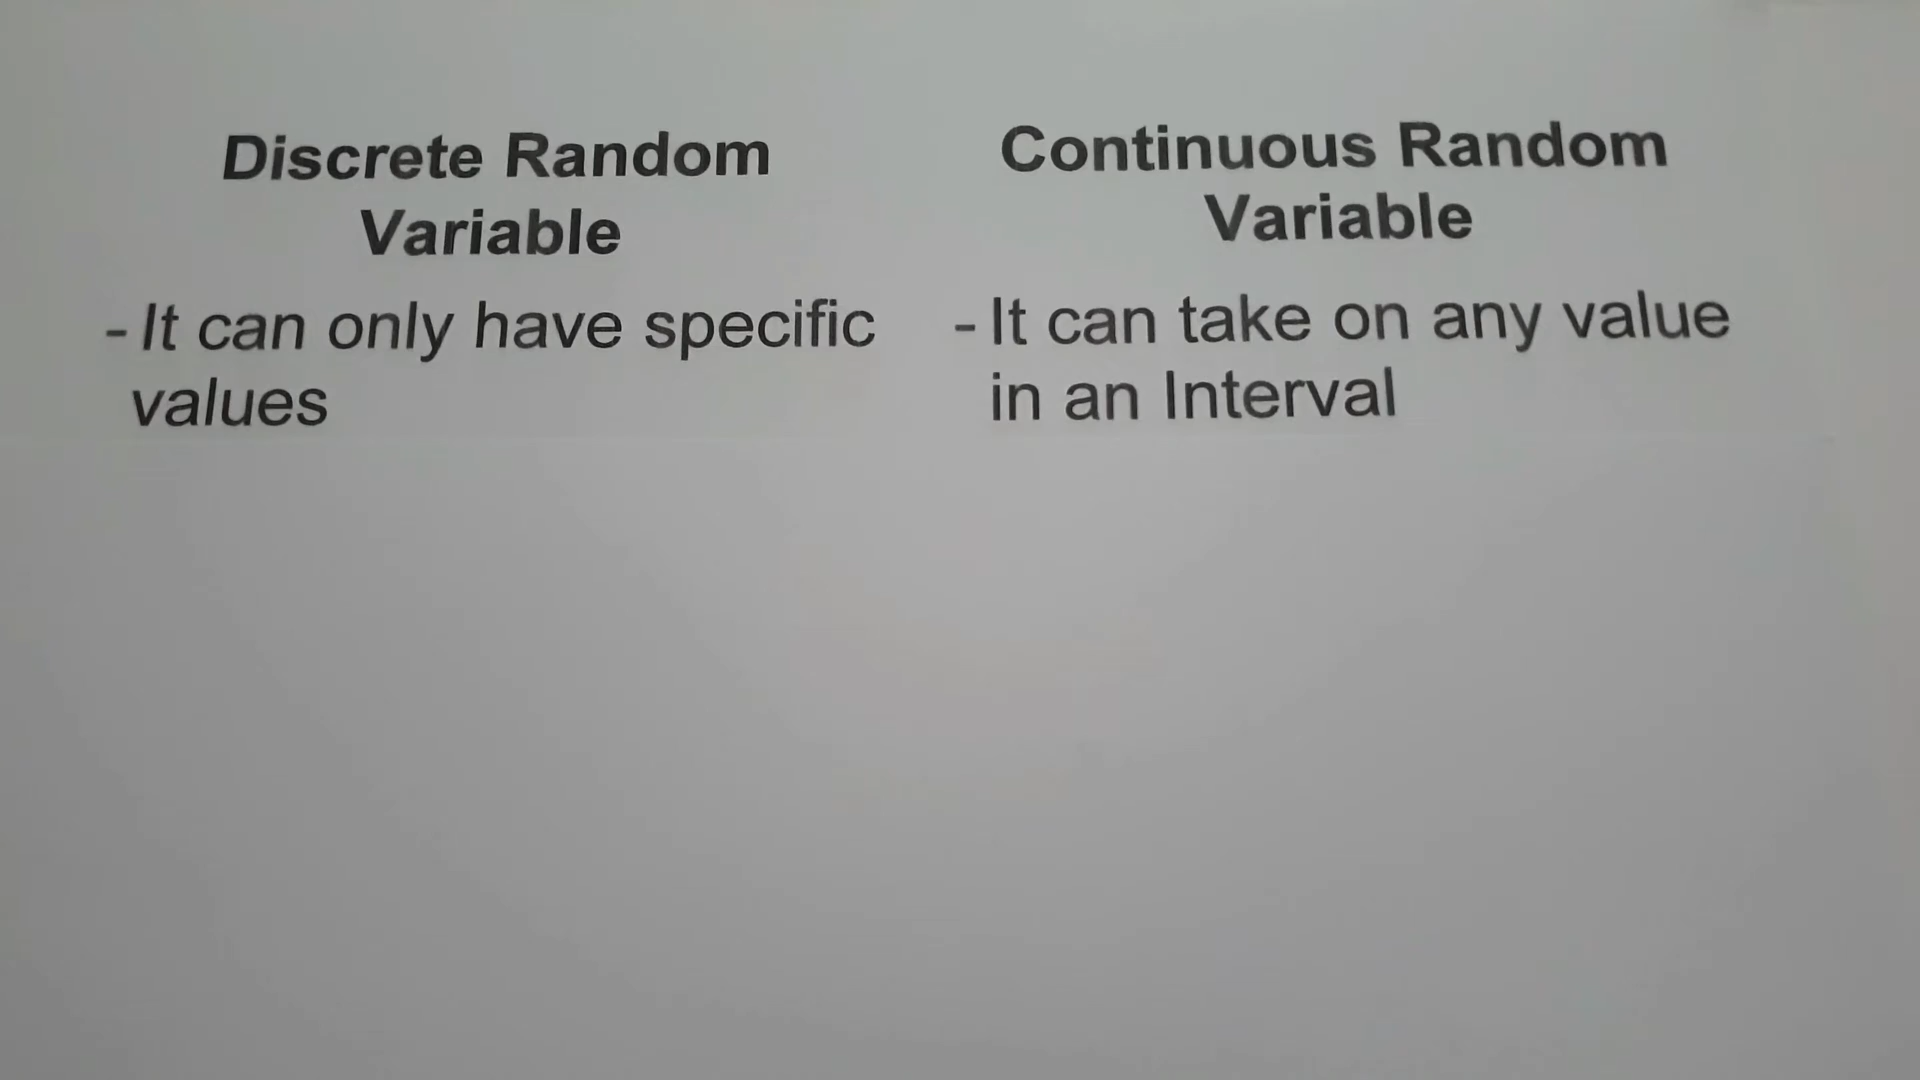 Discrete Random
Variable
- It can only have specific
values
Continuous Random
Variable
- It can take on any value
in an Interval